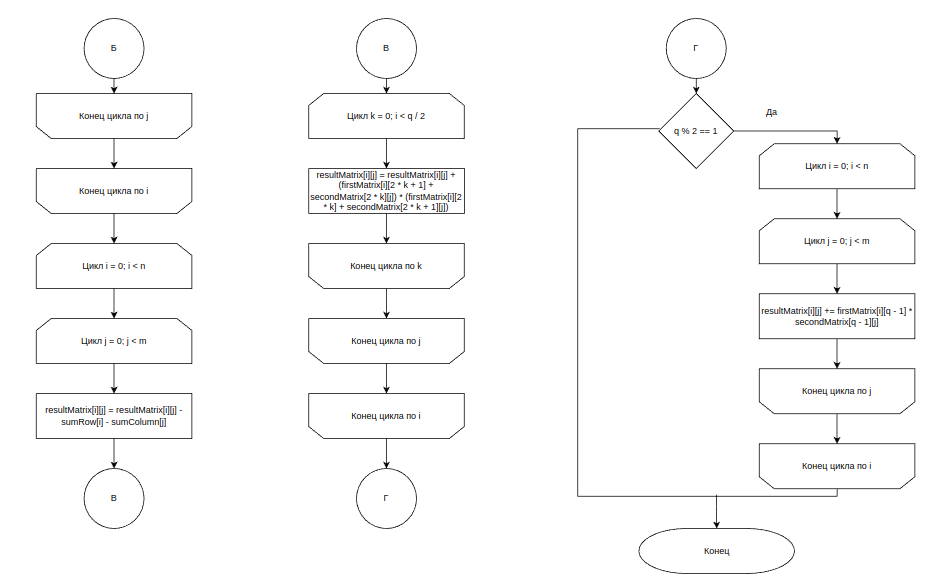 Б
Конец цикла по j
Конец цикла по i
Цикл i = 0; i < n
Цикл j = 0; j < m
resultMatrix[i][j] = resultMatrix[i][j] -
sumRow[i] - sumColumn[j]
В
В
Цикл k = 0; i < q / 2
resultMatrix[i][j] = resultMatrix[i][j] +
(firstMatrix[i][2 * k + 1] +
secondMatrix[2 * k][j]) * (firstMatrix[i][2
* k] + secondMatrix[2 * k + 1][j])
Конец цикла по k
Конец цикла по j
Конец цикла по i
Г
Г
q % 2 == 1
Да
Цикл i = 0; i < n
Цикл j = 0; j < m
resultMatrix[i][j] += firstMatrix[i][q - 1] *
secondMatrix[q - 1][j]
Конец цикла по j
Конец цикла по i
Конец